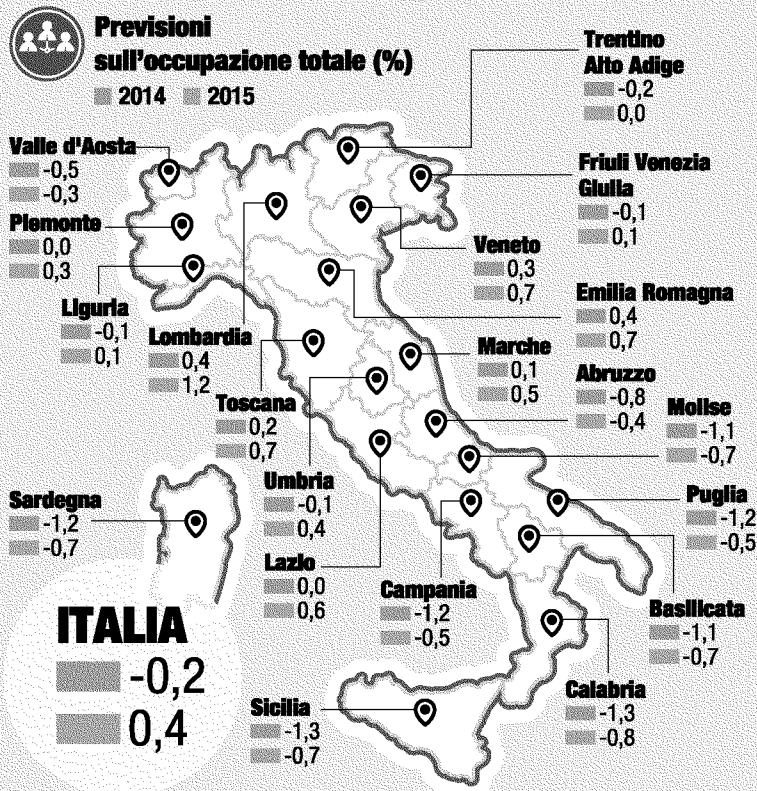 Previsioni
sull'occupazione totale (%)
2014 2015
Trentino
Alto Adige
-0,2
0,0
Valle d'Aosta
-0,5
-0,3
Friuli Venezia
Giulia
-0,1
0,1
Piemonte
0,0
0,3
Veneto
0,3
0,7
Liguria
-0,1
0,1
Emilia Romagna
0,4
0,7
Lombardia
0,4
1,2
Marche
0,1
0,5
Abruzzo
-0,8
-0,4
Toscana
0,2
0,7
Molise
-1,1
-0,7
Umbria
-0,1
0,4
Sardegna
-1,2
-0,7
Puglia
-1,2
-0,5
Lazio
0,0
0,6
Campania
-1,2
-0,5
Basilicata
-1,1
-0,7
ITALIA
-0,2
0,4
Calabria
-1,3
-0,8
Sicilia
-1,3
-0,7